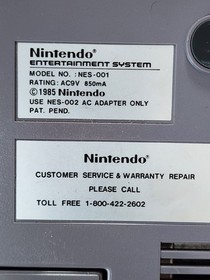 Nintendo®
ENTERTAINMENT SYSTEM
MODEL NO. : NES-001
RATING: AC9V 850mA
©1985 Nintendo
USE NES-002 AC ADAPTER ONLY
PAT. PEND.
Nintendo®
CUSTOMER SERVICE & WARRANTY REPAIR
PLEASE CALL
TOLL FREE 1-800-422-2602